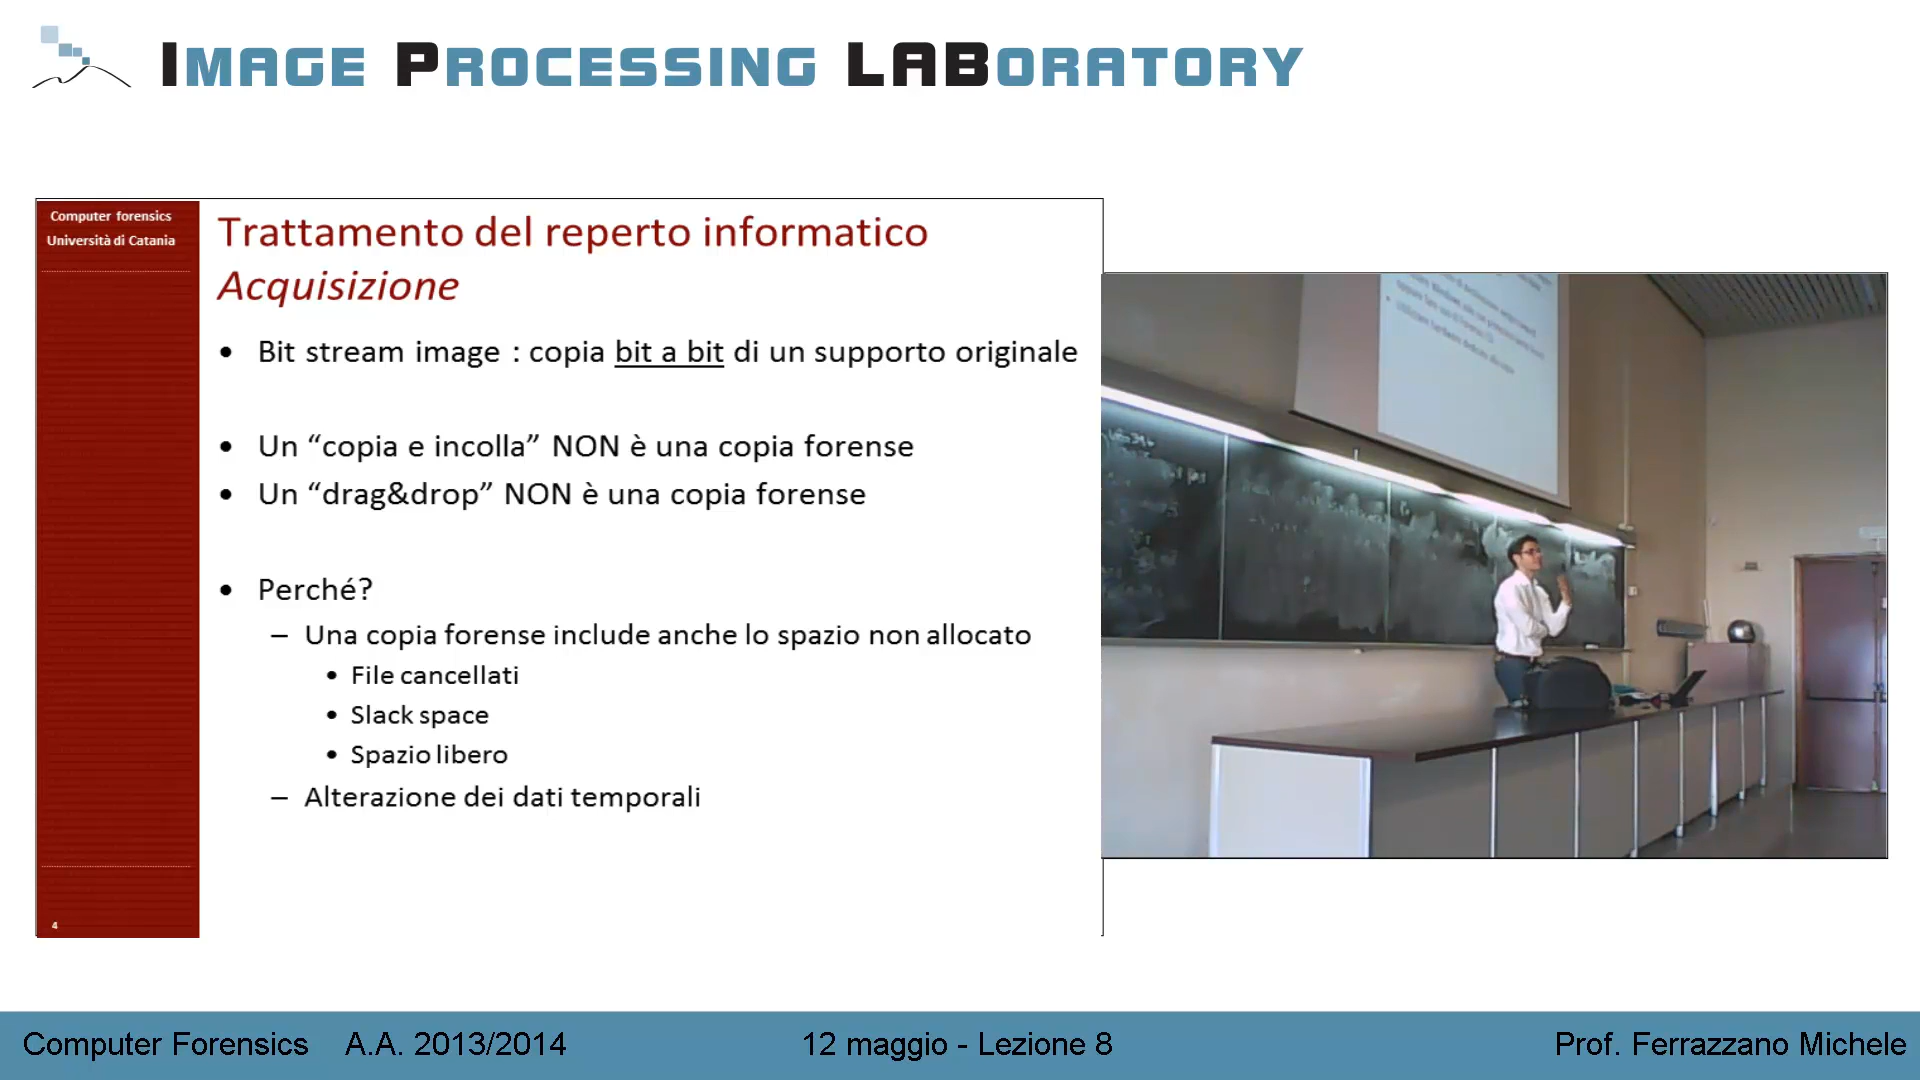 IMAGE PROCESSING LABORATORY
Computer forensics
Università di Catania
Trattamento del reperto informatico
Acquisizione
• Bit stream image : copia bit a bit di un supporto originale
• Un “copia e incolla” NON è una copia forense
• Un “drag&drop” NON è una copia forense
• Perché?
– Una copia forense include anche lo spazio non allocato
• File cancellati
• Slack space
• Spazio libero
– Alterazione dei dati temporali
4
Computer Forensics A.A. 2013/2014 12 maggio - Lezione 8 Prof. Ferrazzano Michele